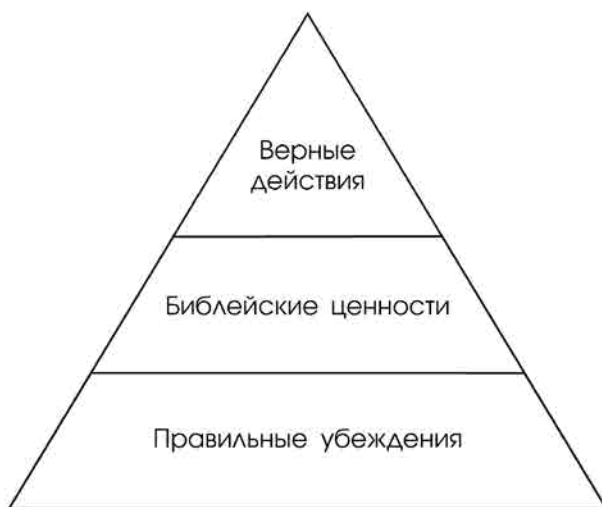 Верные
действия
Библейские ценности
Правильные убеждения